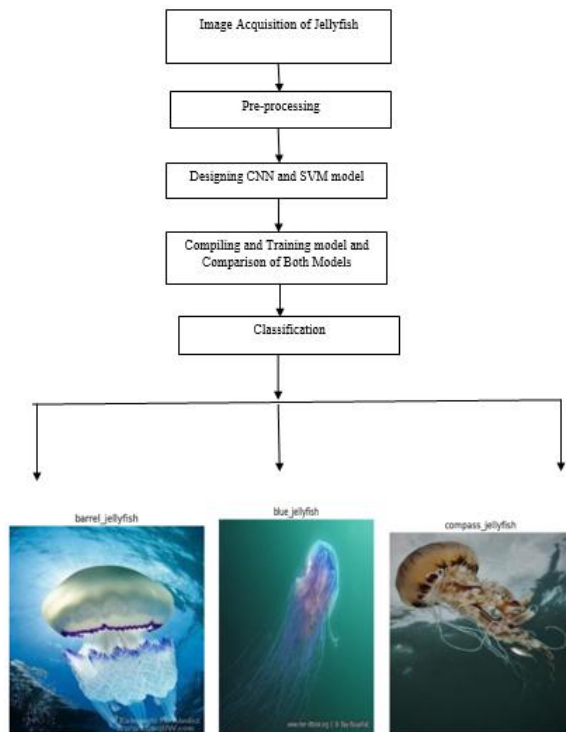 Image Acquisition of Jellyfish
Pre-processing
Designing CNN and SVM model
Compiling and Training model and
Comparison of Both Models
Classification
barrel_jellyfish
blue_jellyfish
compass_jellyfish